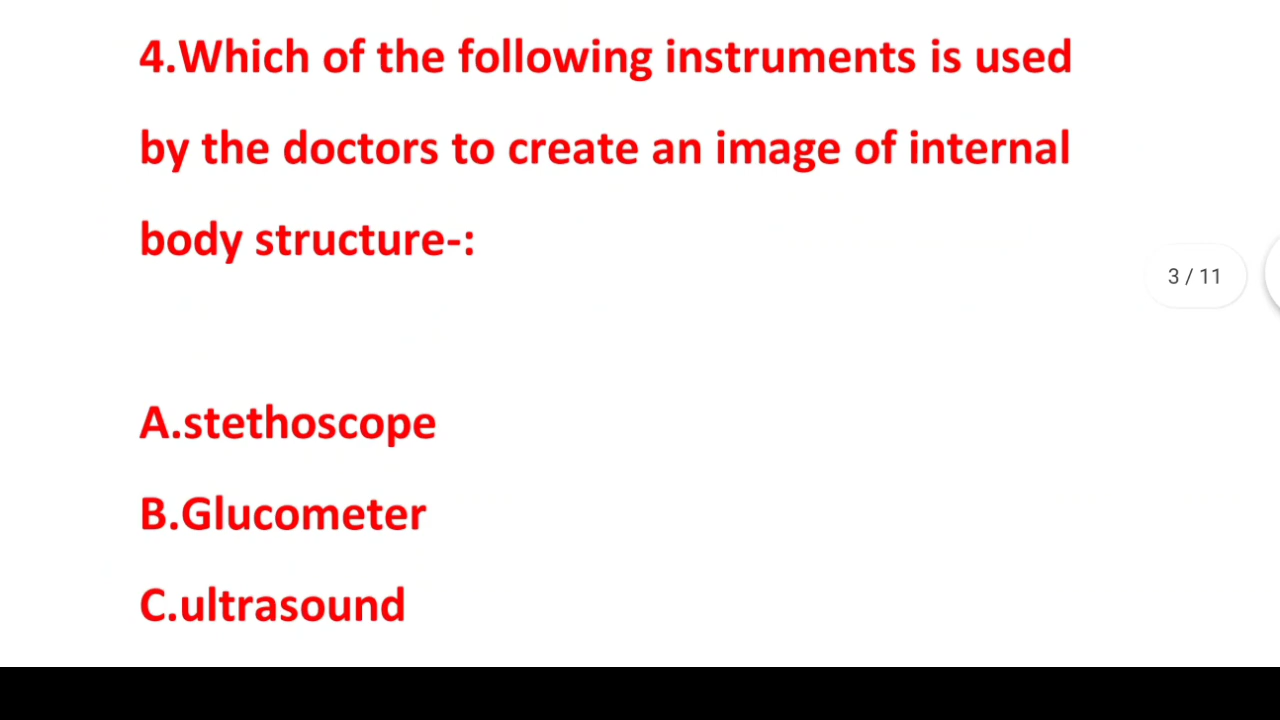 4.Which of the following instruments is used
by the doctors to create an image of internal
body structure-:
3 / 11
A.stethoscope
B.Glucometer
C.ultrasound